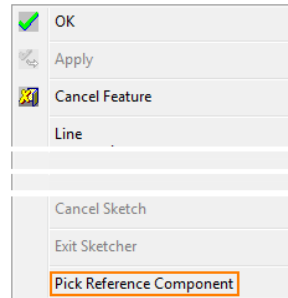 OK
Apply
Cancel Feature
Line
Cancel Sketch
Exit Sketcher
Pick Reference Component